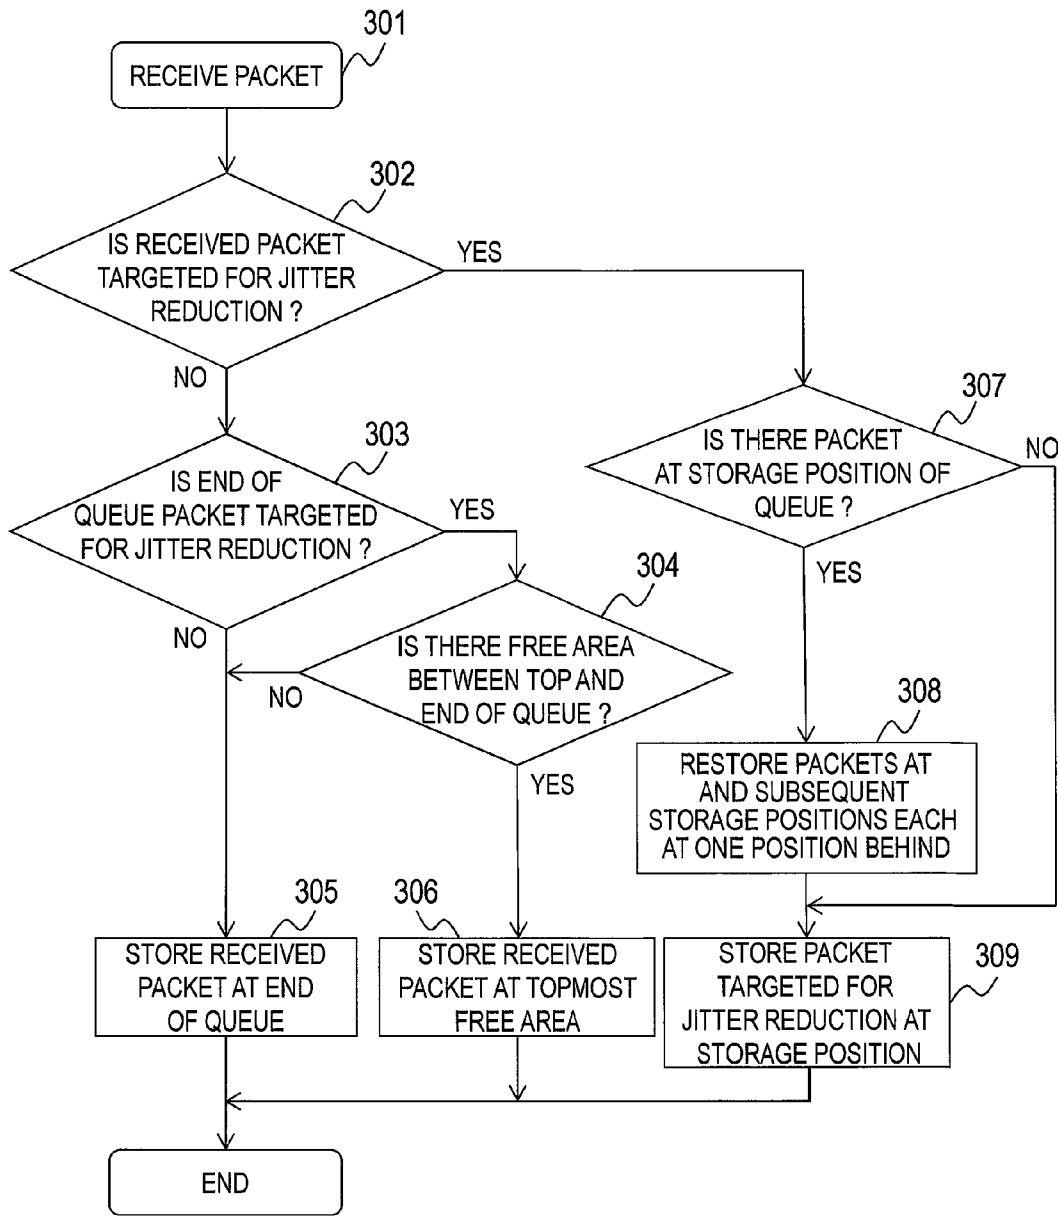 301
RECEIVE PACKET
302
IS RECEIVED PACKET
TARGETED FOR JITTER
REDUCTION ?
YES
NO
303
IS END OF
QUEUE PACKET TARGETED
FOR JITTER REDUCTION ?
YES
NO
304
IS THERE FREE AREA
BETWEEN TOP AND
END OF QUEUE ?
NO
YES
307
IS THERE PACKET
AT STORAGE POSITION OF
QUEUE ?
NO
YES
308
RESTORE PACKETS AT
AND SUBSEQUENT
STORAGE POSITIONS EACH
AT ONE POSITION BEHIND
305
STORE RECEIVED
PACKET AT END
OF QUEUE
306
STORE RECEIVED
PACKET AT TOPMOST
FREE AREA
309
STORE PACKET
TARGETED FOR
JITTER REDUCTION AT
STORAGE POSITION
END